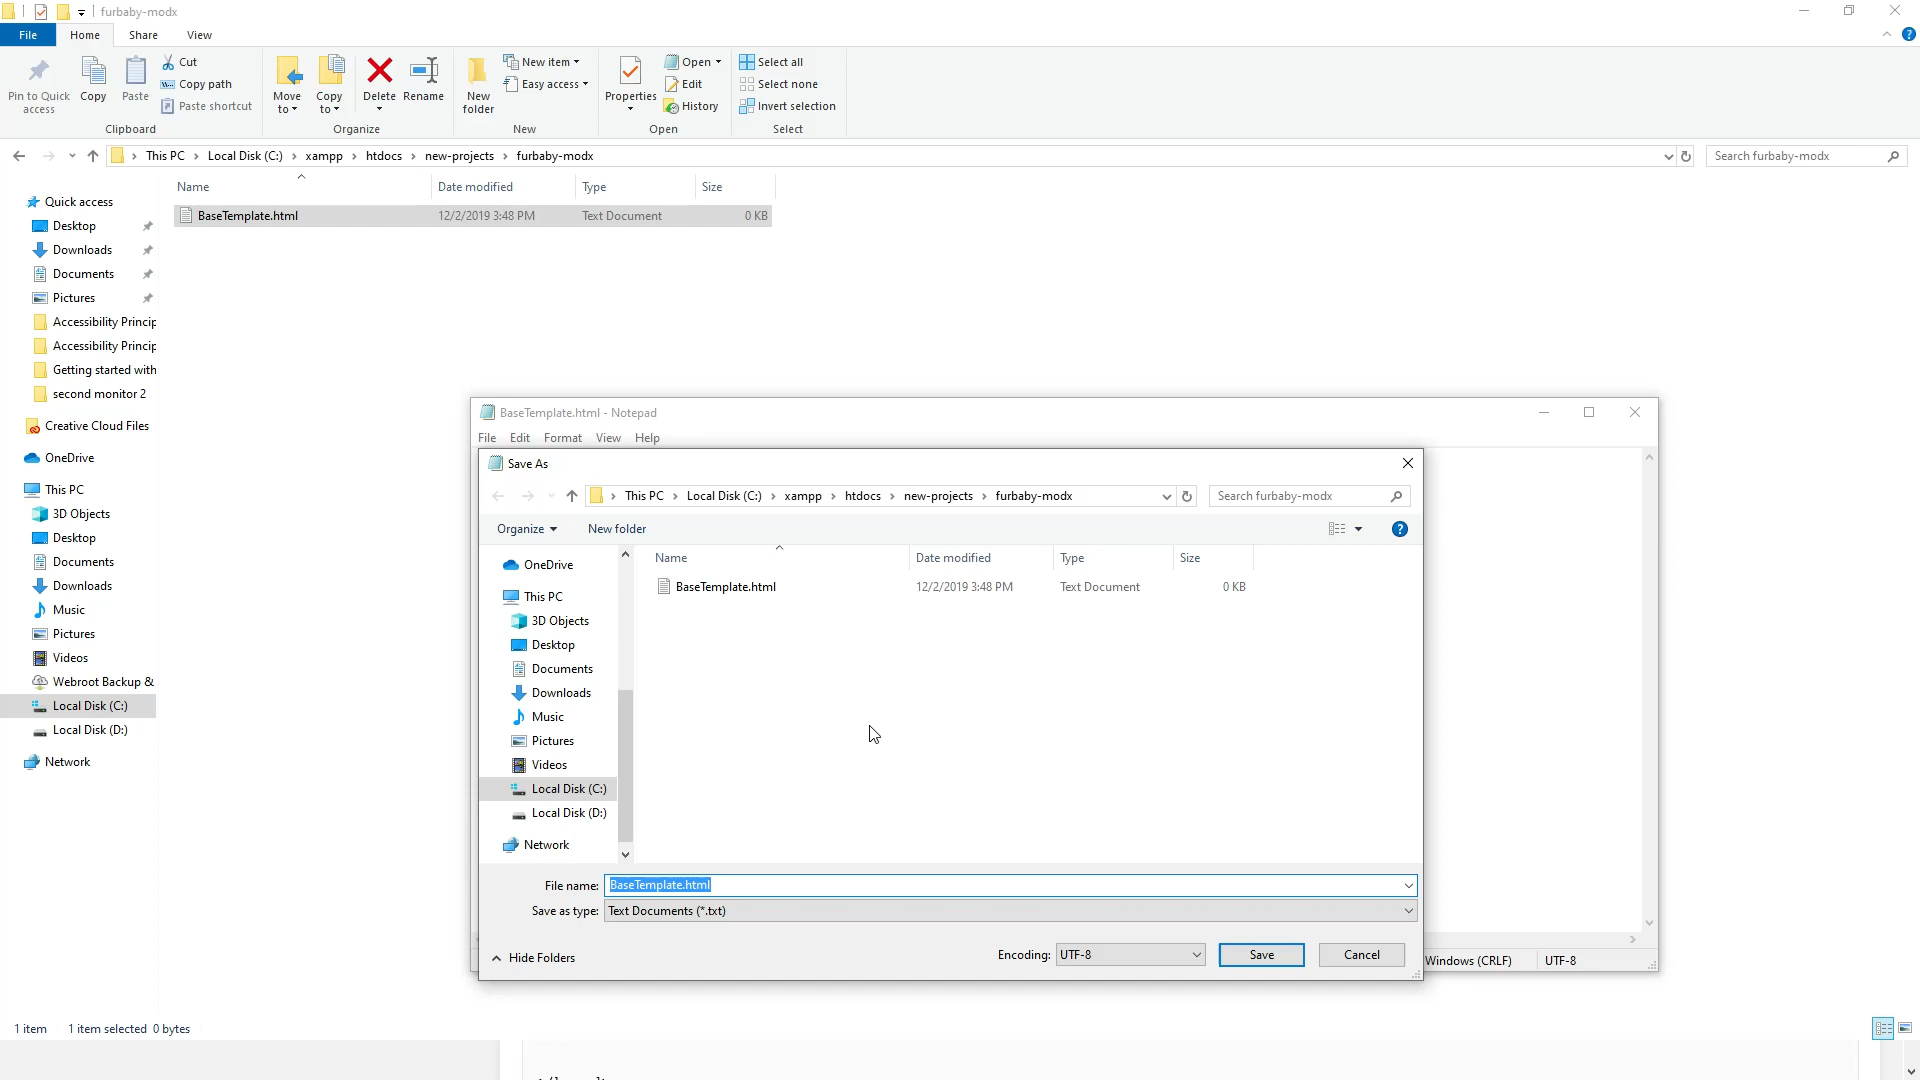 furbaby-modx
File
Home
Share
View
Pin to Quick access
Copy
Paste
Cut
Copy path
Paste shortcut
Clipboard
Move to
Copy to
Delete
Rename
Organize
New folder
New item
Easy access
New
Properties
Open
Edit
History
Open
Select all
Select none
Invert selection
Select
This PC > Local Disk (C:) > xampp > htdocs > new-projects > furbaby-modx
Search furbaby-modx
Name Date modified Type Size
BaseTemplate.html 12/2/2019 3:48 PM Text Document 0 KB
Quick access
Desktop
Downloads
Documents
Pictures
Accessibility Princip
Accessibility Princip
Getting started with
second monitor 2
Creative Cloud Files
OneDrive
This PC
3D Objects
Desktop
Documents
Downloads
Music
Pictures
Videos
Webroot Backup &
Local Disk (C:)
Local Disk (D:)
Network
BaseTemplate.html - Notepad
File Edit Format View Help
Save As
This PC > Local Disk (C:) > xampp > htdocs > new-projects > furbaby-modx
Search furbaby-modx
Organize New folder
?
Name Date modified Type Size
BaseTemplate.html 12/2/2019 3:48 PM Text Document 0 KB
OneDrive
This PC
3D Objects
Desktop
Documents
Downloads
Music
Pictures
Videos
Local Disk (C:)
Local Disk (D:)
Network
File name: BaseTemplate.html
Save as type: Text Documents (*.txt)
Hide Folders
Encoding: UTF-8
Save
Cancel
Windows (CRLF) UTF-8
1 item 1 item selected 0 bytes